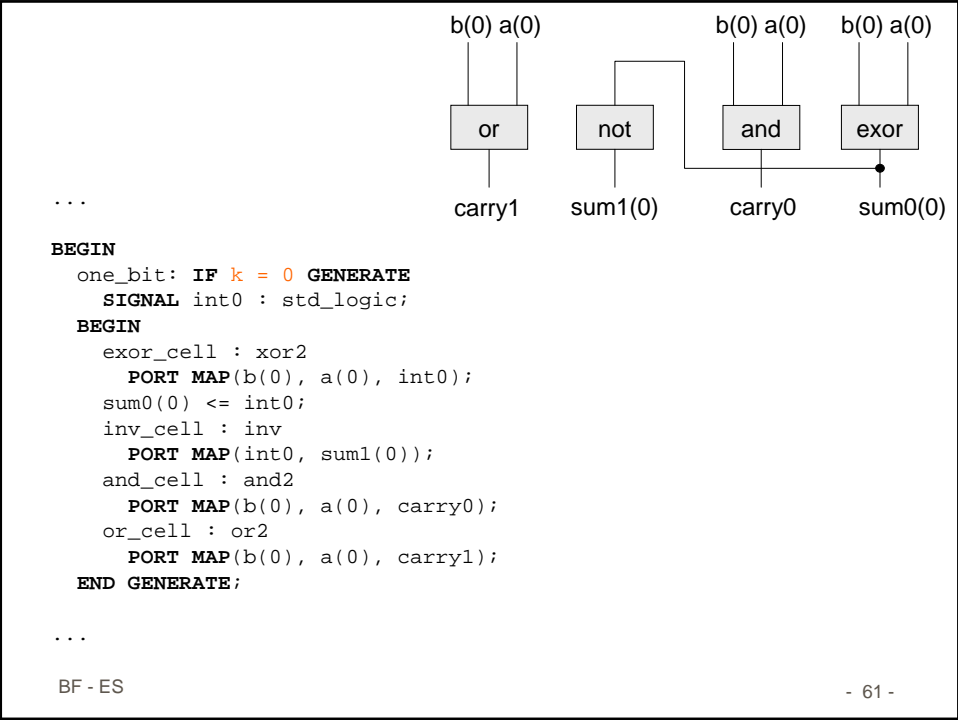 b(0) a(0) b(0) a(0) b(0) a(0)
or not and exor
carry1 sum1(0) carry0 sum0(0)
...
BEGIN
one_bit: IF k = 0 GENERATE
SIGNAL int0 : std_logic;
BEGIN
exor_cell : xor2
PORT MAP(b(0), a(0), int0);
sum0(0) <= int0;
inv_cell : inv
PORT MAP(int0, sum1(0));
and_cell : and2
PORT MAP(b(0), a(0), carry0);
or_cell : or2
PORT MAP(b(0), a(0), carry1);
END GENERATE;
...
BF - ES - 61 -